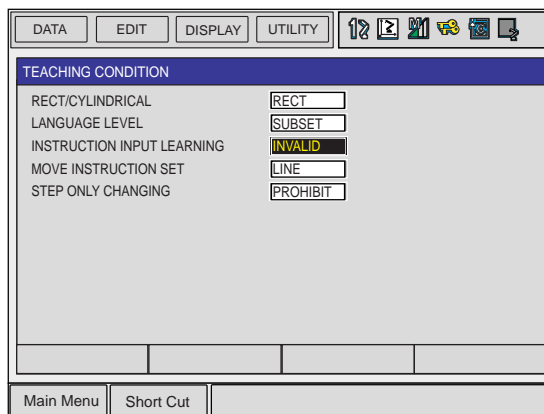 DATA EDIT DISPLAY UTILITY
TEACHING CONDITION
RECT/CYLINDRICAL RECT
LANGUAGE LEVEL SUBSET
INSTRUCTION INPUT LEARNING INVALID
MOVE INSTRUCTION SET LINE
STEP ONLY CHANGING PROHIBIT
Main Menu Short Cut